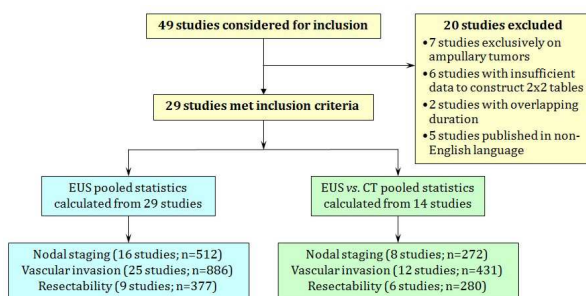 49 studies considered for inclusion
20 studies excluded
•7 studies exclusively on
ampullary tumors
•6 studies with insufficient
data to construct 2x2 tables
•2 studies with overlapping
duration
•5 studies published in non-
English language
29 studies met inclusion criteria
EUS pooled statistics
calculated from 29 studies
EUS vs. CT pooled statistics
calculated from 14 studies
Nodal staging (16 studies; n=512)
Vascular invasion (25 studies; n=886)
Resectability (9 studies; n=377)
Nodal staging (8 studies; n=272)
Vascular invasion (12 studies; n=431)
Resectability (6 studies; n=280)